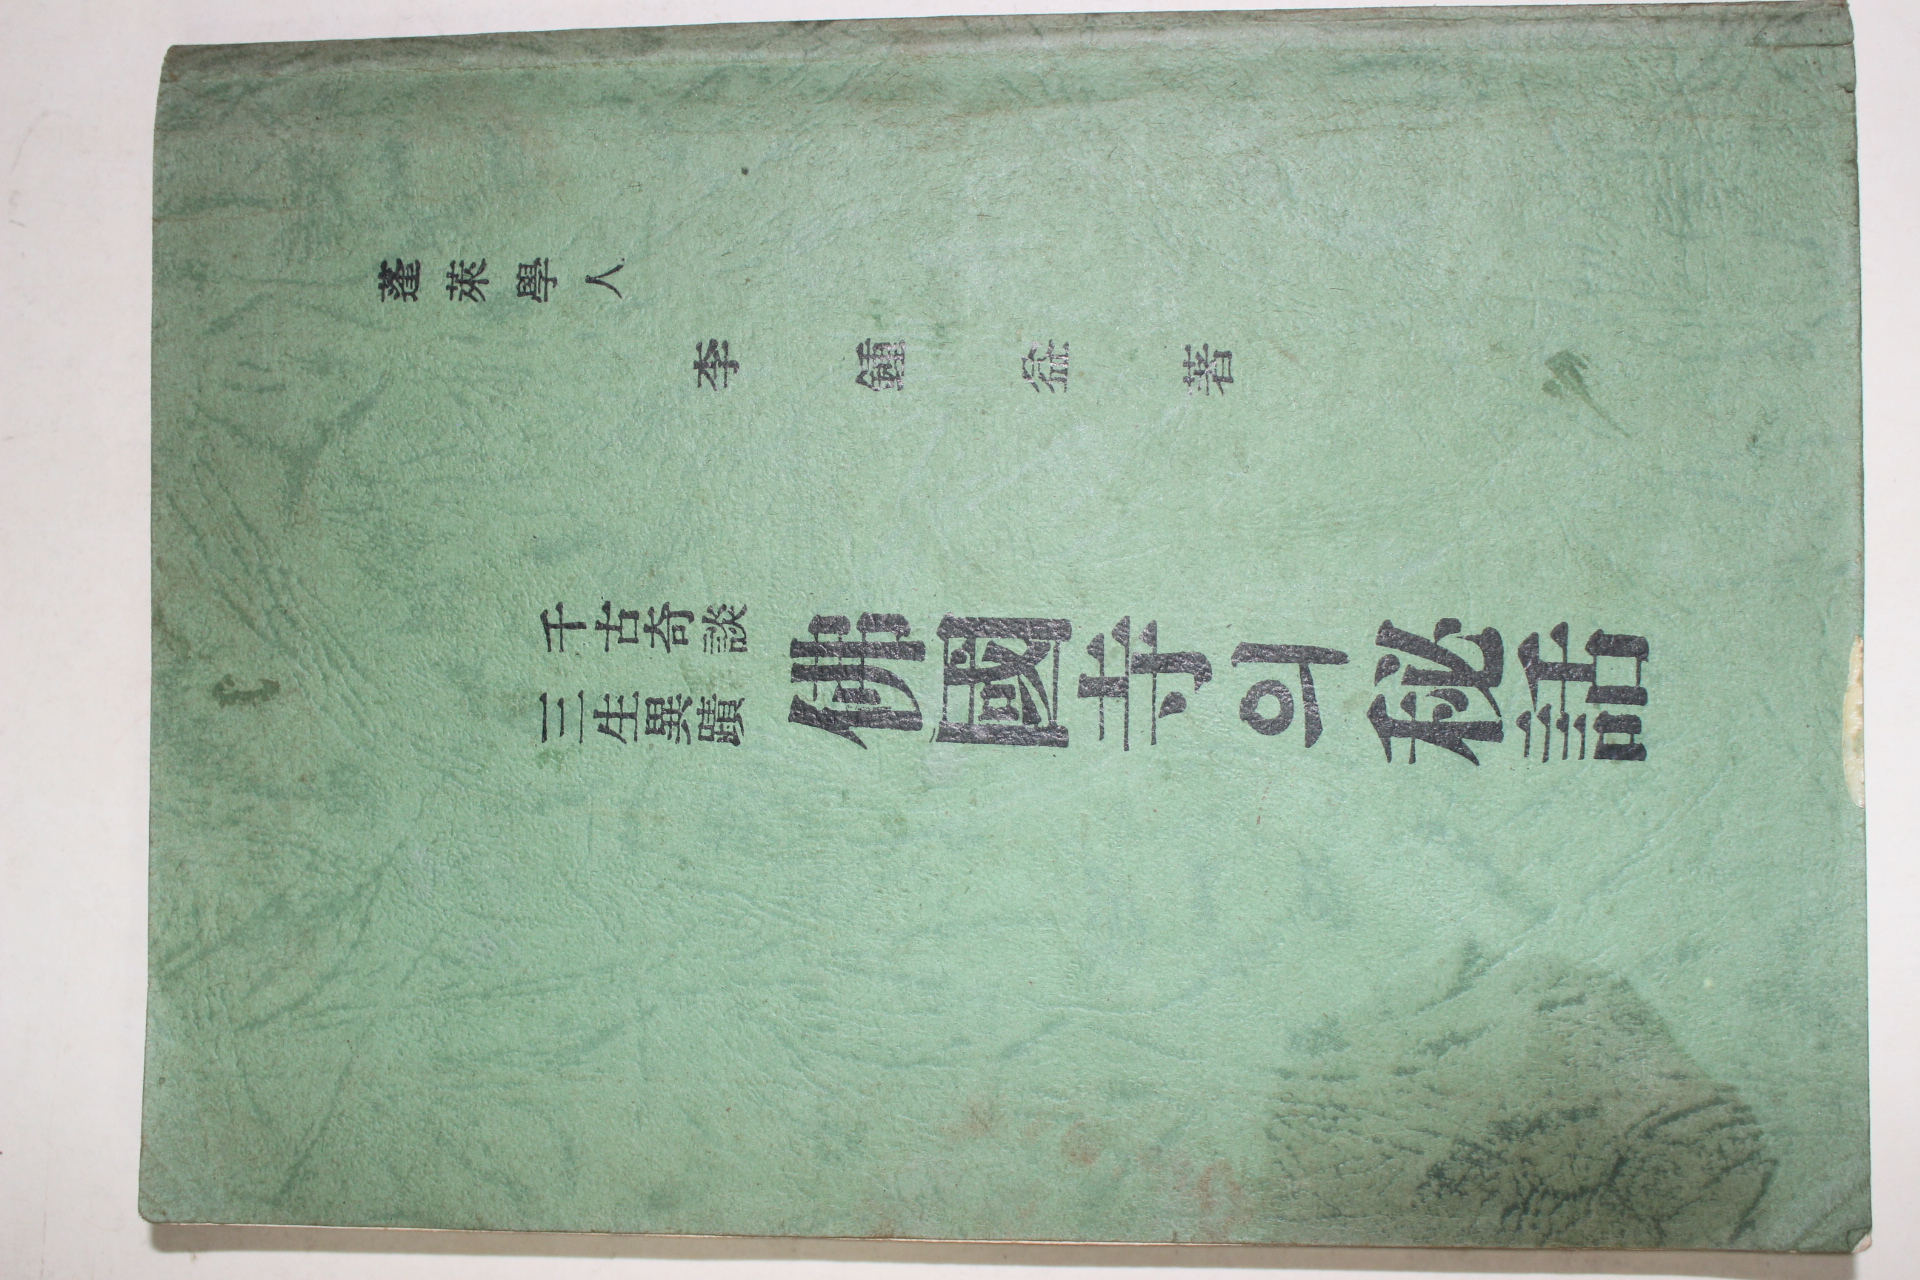 蓬萊學人
李鍾益著
千古奇談
三生異蹟
佛國寺의秘話